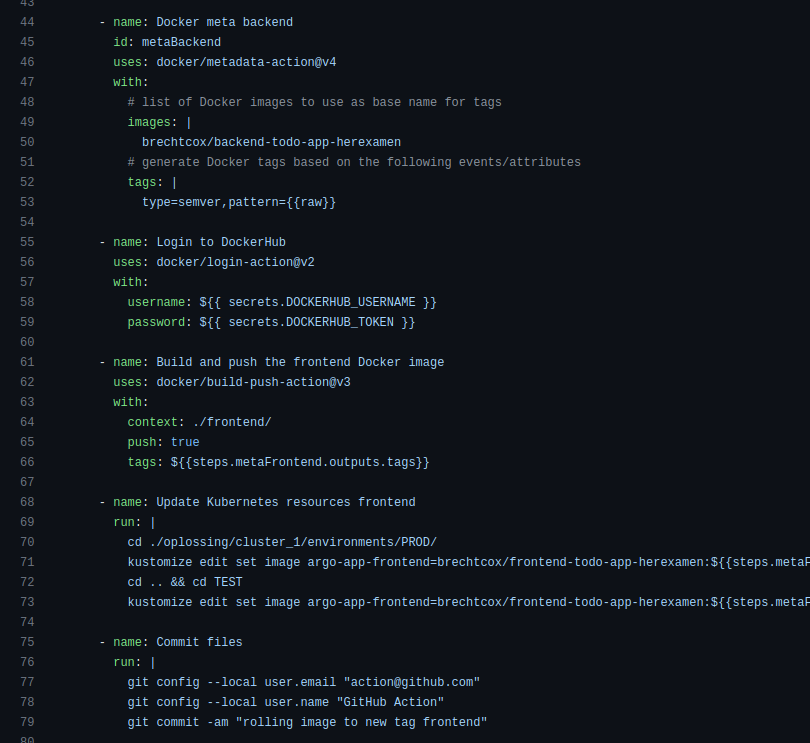 43
44 - name: Docker meta backend
45 id: metaBackend
46 uses: docker/metadata-action@v4
47 with:
48 # list of Docker images to use as base name for tags
49 images: |
50 brechtcox/backend-todo-app-herexamen
51 # generate Docker tags based on the following events/attributes
52 tags: |
53 type=semver,pattern={{raw}}
54
55 - name: Login to DockerHub
56 uses: docker/login-action@v2
57 with:
58 username: ${{ secrets.DOCKERHUB_USERNAME }}
59 password: ${{ secrets.DOCKERHUB_TOKEN }}
60
61 - name: Build and push the frontend Docker image
62 uses: docker/build-push-action@v3
63 with:
64 context: ./frontend/
65 push: true
66 tags: ${{steps.metaFrontend.outputs.tags}}
67
68 - name: Update Kubernetes resources frontend
69 run: |
70 cd ./oplossing/cluster_1/environments/PROD/
71 kustomize edit set image argo-app-frontend=brechtcox/frontend-todo-app-herexamen:${{steps.metaF
72 cd .. && cd TEST
73 kustomize edit set image argo-app-frontend=brechtcox/frontend-todo-app-herexamen:${{steps.metaF
74
75 - name: Commit files
76 run: |
77 git config --local user.email "action@github.com"
78 git config --local user.name "GitHub Action"
79 git commit -am "rolling image to new tag frontend"
80